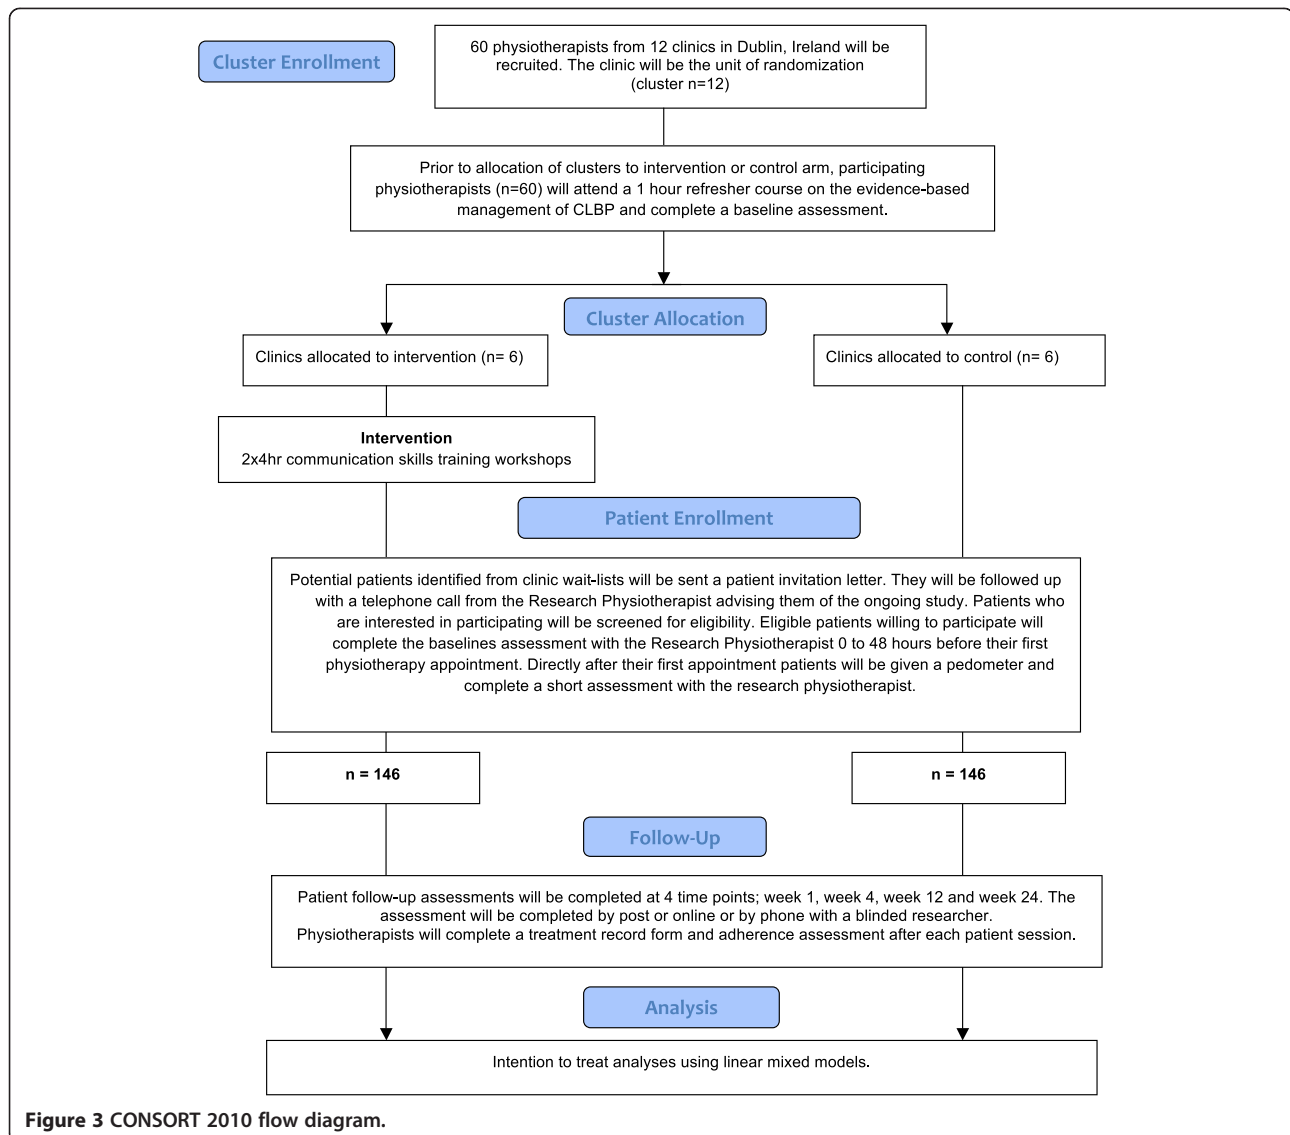 Cluster Enrollment
60 physiotherapists from 12 clinics in Dublin, Ireland will be
recruited. The clinic will be the unit of randomization
(cluster n=12)
Prior to allocation of clusters to intervention or control arm, participating
physiotherapists (n=60) will attend a 1 hour refresher course on the evidence-based
management of CLBP and complete a baseline assessment.
Cluster Allocation
Clinics allocated to intervention (n= 6)
Clinics allocated to control (n= 6)
Intervention
2x4hr communication skills training workshops
Patient Enrollment
Potential patients identified from clinic wait-lists will be sent a patient invitation letter. They will be followed up
with a telephone call from the Research Physiotherapist advising them of the ongoing study. Patients who
are interested in participating will be screened for eligibility. Eligible patients willing to participate will
complete the baselines assessment with the Research Physiotherapist 0 to 48 hours before their first
physiotherapy appointment. Directly after their first appointment patients will be given a pedometer and
complete a short assessment with the research physiotherapist.
n = 146
n = 146
Follow-Up
Patient follow-up assessments will be completed at 4 time points; week 1, week 4, week 12 and week 24. The
assessment will be completed by post or online or by phone with a blinded researcher.
Physiotherapists will complete a treatment record form and adherence assessment after each patient session.
Analysis
Intention to treat analyses using linear mixed models.
Figure 3 CONSORT 2010 flow diagram.